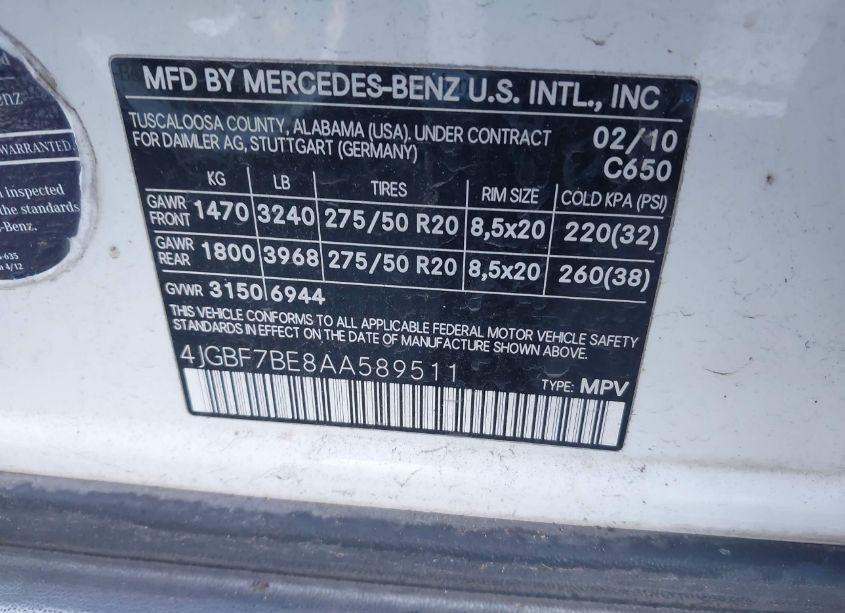 enz
WARRANTED
inspected
the standards
-Benz.
-635
4/12
MFD BY MERCEDES-BENZ U.S. INTL., INC
TUSCALOOSA COUNTY, ALABAMA (USA). UNDER CONTRACT 02/10
FOR DAIMLER AG, STUTTGART (GERMANY) C650
KG LB TIRES RIM SIZE COLD KPA (PSI)
GAWR FRONT 1470 3240 275/50 R20 8,5x20 220(32)
GAWR REAR 1800 3968 275/50 R20 8,5x20 260(38)
GVWR 3150 6944
THIS VEHICLE CONFORMS TO ALL APPLICABLE FEDERAL MOTOR VEHICLE SAFETY
STANDARDS IN EFFECT ON THE DATE OF MANUFACTURE SHOWN ABOVE.
4JGBF7BE8AA589511
TYPE: MPV